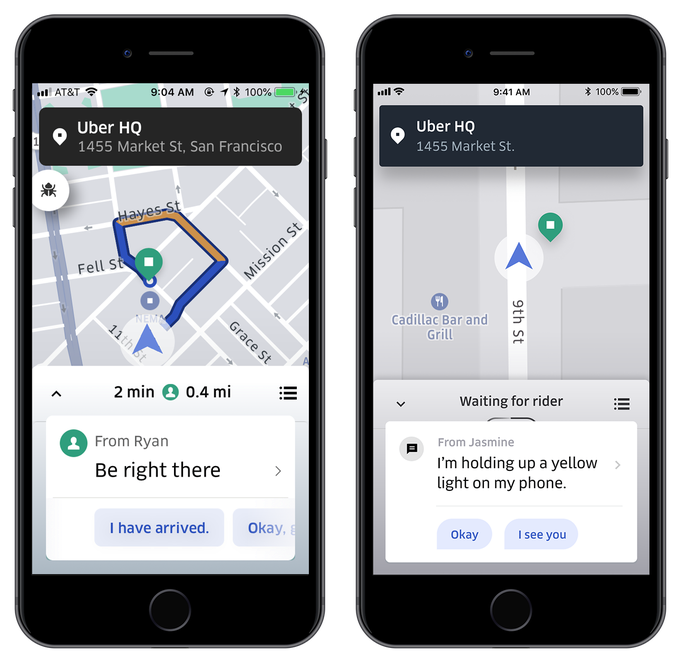 AT&T 9:04 AM 100%
Uber HQ
1455 Market St, San Francisco
Hayes St
Fell St
Mission St
11th St
Grace St
2 min 0.4 mi
From Ryan
Be right there
I have arrived.
Okay,
9:41 AM 100%
Uber HQ
1455 Market St.
Cadillac Bar and
Grill
9th St
Waiting for rider
From Jasmine
I'm holding up a yellow
light on my phone.
Okay
I see you